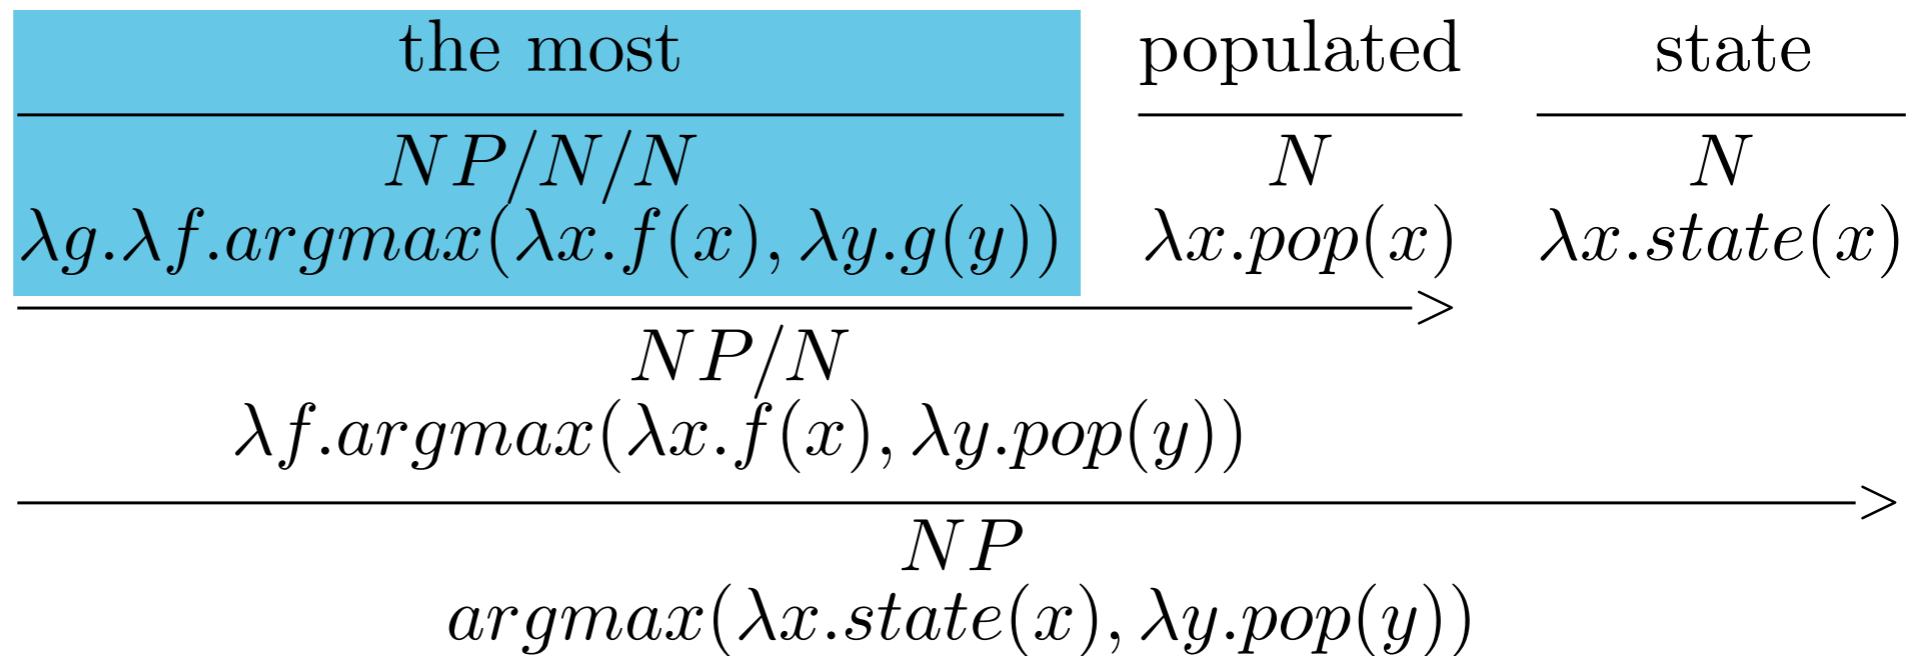 the most populated state
NP/N/N N N
λg.λf.argmax(λx.f(x), λy.g(y)) λx.pop(x) λx.state(x)
>
NP/N
λf.argmax(λx.f(x), λy.pop(y))
>
NP
argmax(λx.state(x), λy.pop(y))